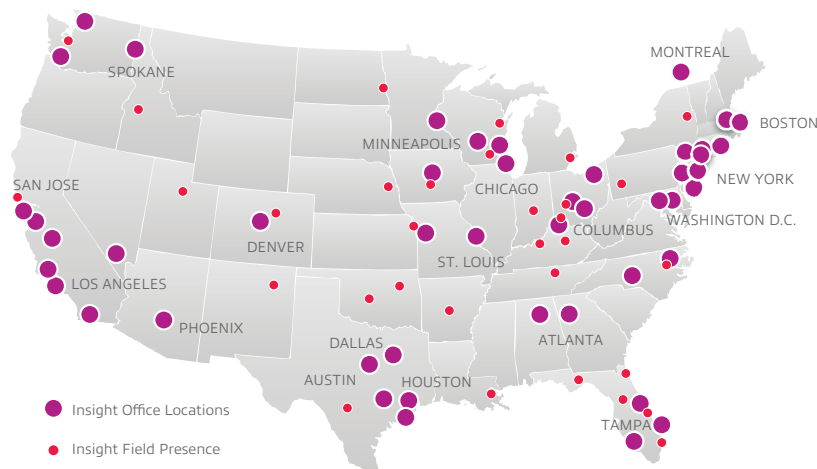 MONTREAL
SPOKANE
BOSTON
MINNEAPOLIS
NEW YORK
SAN JOSE
CHICAGO
WASHINGTON D.C.
COLUMBUS
DENVER
ST. LOUIS
LOS ANGELES
PHOENIX
DALLAS
ATLANTA
AUSTIN
HOUSTON
TAMPA
Insight Office Locations
Insight Field Presence